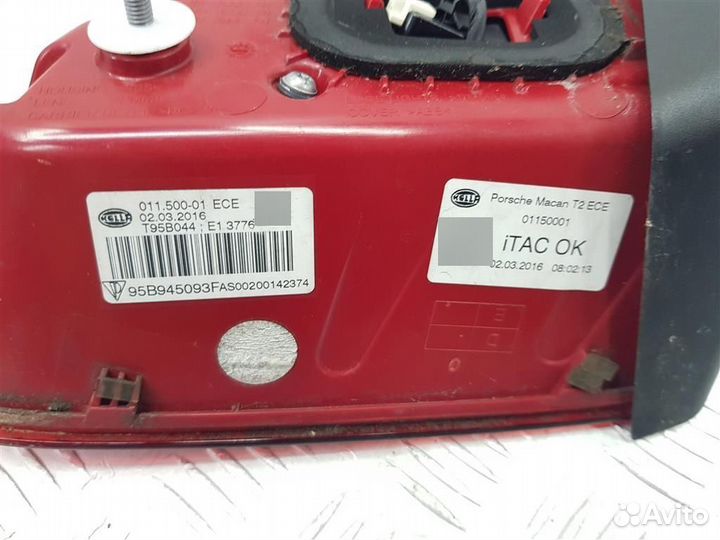 HELLA
011.500-01 ECE
02.03.2016
T95B044 : E1 3776
95B945093FAS00200142374
HELLA
Porsche Macan T2 ECE
01150001
iTAC OK
02.03.2016 08:02:13
E
D
0
Avito